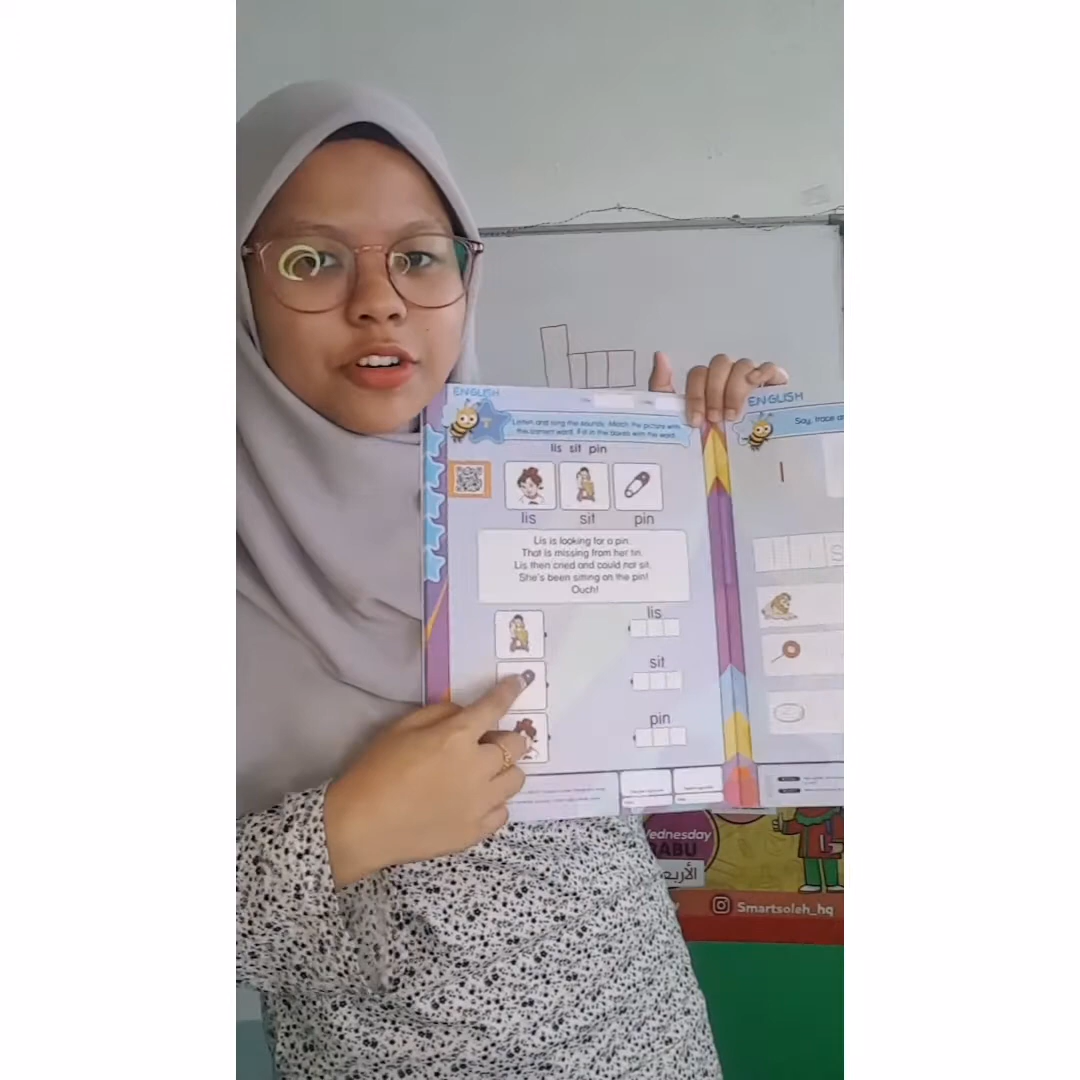 ENGLISH
Listen and sing the sounds. Match the picture with
the correct word. Fill in the boxes with the word.
lis sit pin
lis sit pin
Lis is looking for a pin.
That is missing from her tin.
Lis then cried and could not sit.
She's been sitting on the pin!
Ouch!
lis
sit
pin
ENGLISH
Say, trace
Wednesday
RABU
Smartsoleh_hq